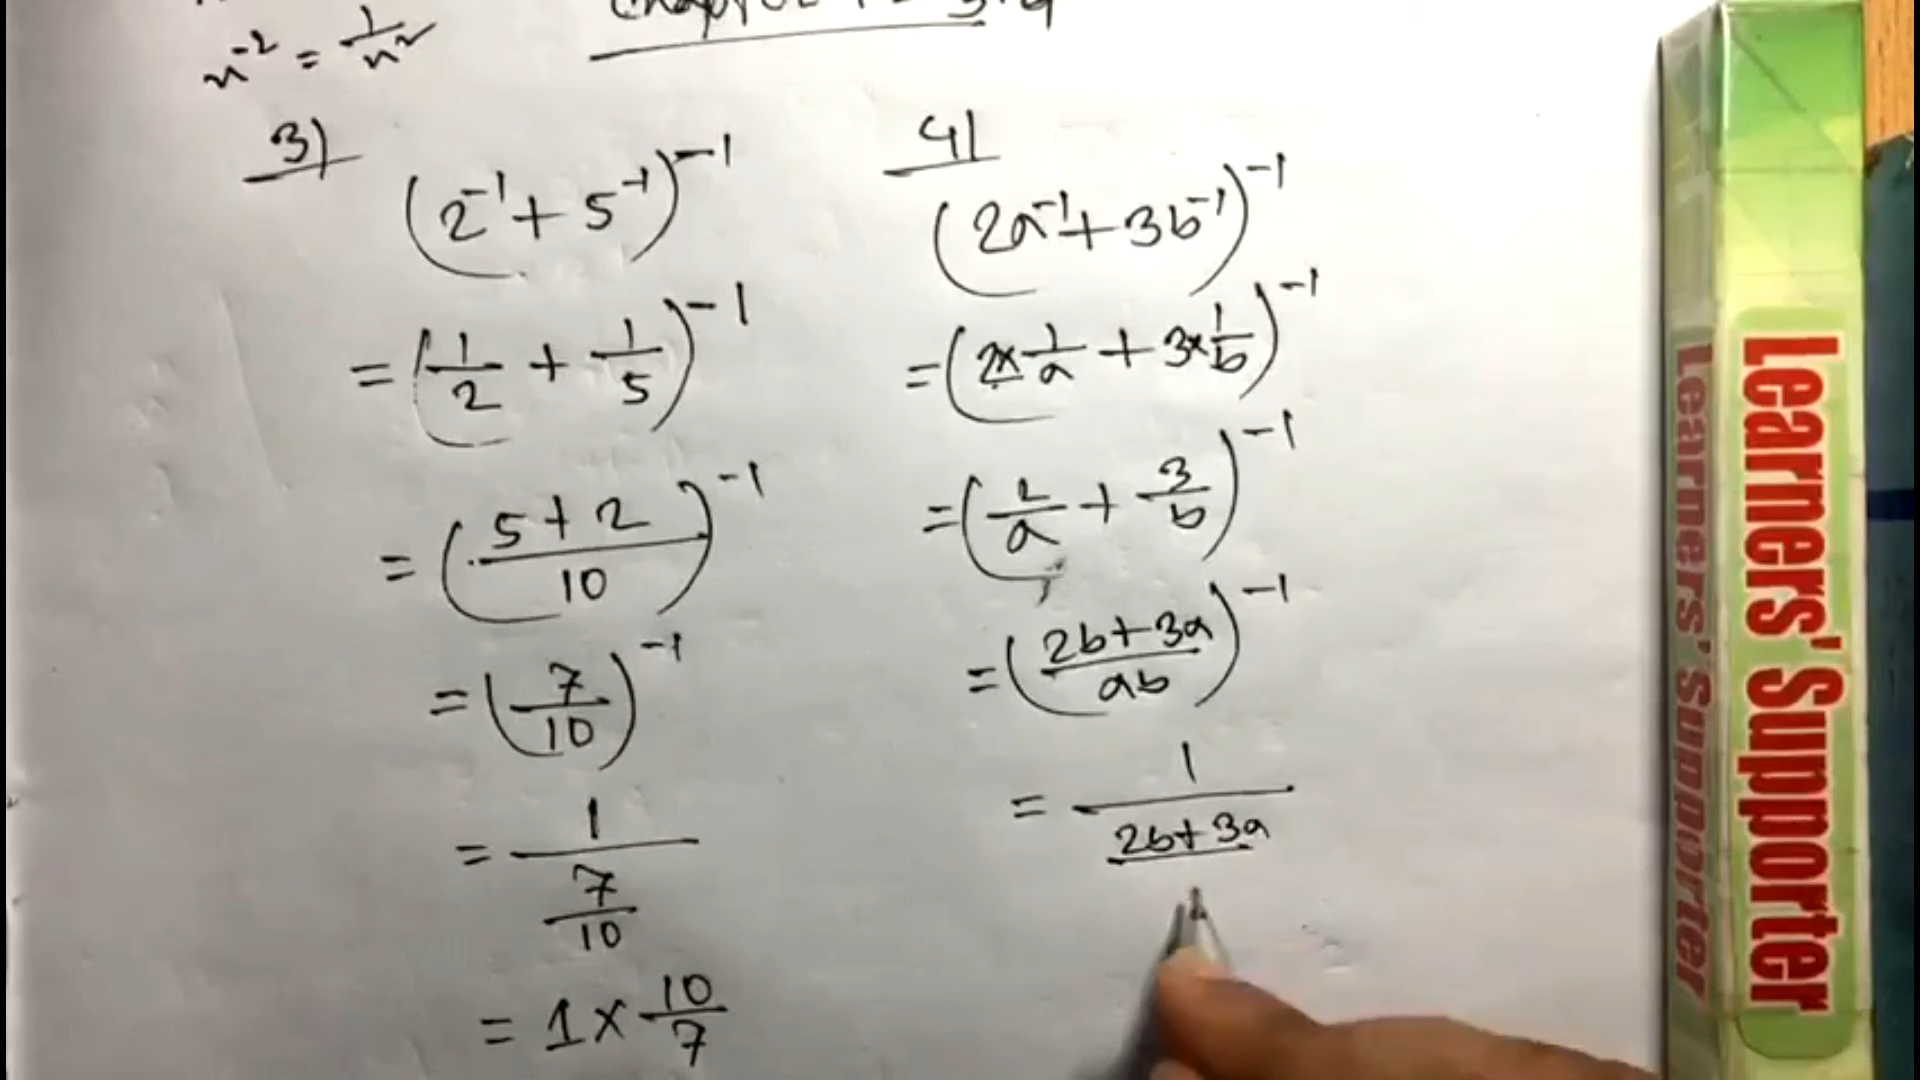 n⁻² = 1/n²
3)
(2⁻¹ + 5⁻¹)⁻¹
= (1/2 + 1/5)⁻¹
= (5+2/10)⁻¹
= (7/10)⁻¹
= 1/(7/10)
= 1 × 10/7
4)
(2a⁻¹ + 3b⁻¹)⁻¹
= (2×1/a + 3×1/b)⁻¹
= (2/a + 3/b)⁻¹
= (2b+3a/ab)⁻¹
= 1/2b+3a
Learners' Supporter
Learners' Supporter